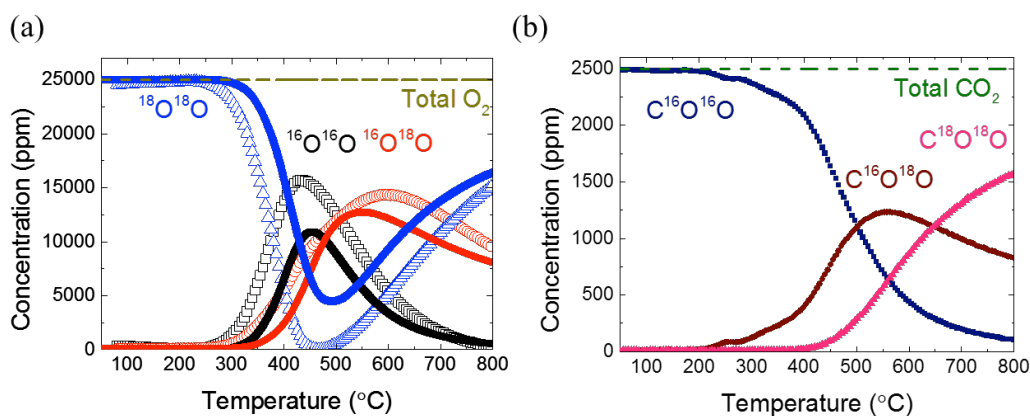 (a)
(b)
25000
20000
15000
10000
5000
0
Concentration (ppm)
¹⁸O¹⁸O
¹⁶O¹⁶O
¹⁶O¹⁸O
Total O₂
100 200 300 400 500 600 700 800
Temperature (°C)
2500
2000
1500
1000
500
0
Concentration (ppm)
C¹⁶O¹⁶O
Total CO₂
C¹⁸O¹⁸O
C¹⁶O¹⁸O
100 200 300 400 500 600 700 800
Temperature (°C)